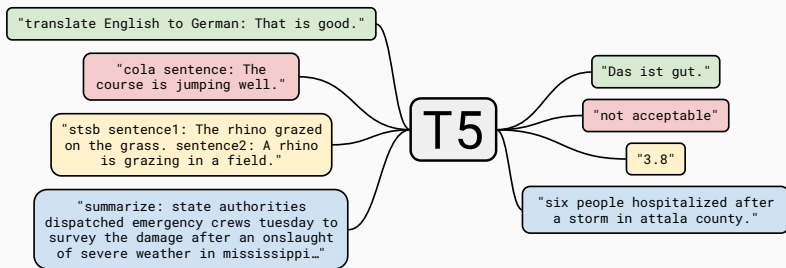 "translate English to German: That is good."
"cola sentence: The
course is jumping well."
"stsb sentence1: The rhino grazed
on the grass. sentence2: A rhino
is grazing in a field."
"summarize: state authorities
dispatched emergency crews tuesday to
survey the damage after an onslaught
of severe weather in mississippi…"
T5
"Das ist gut."
"not acceptable"
"3.8"
"six people hospitalized after
a storm in attala county."